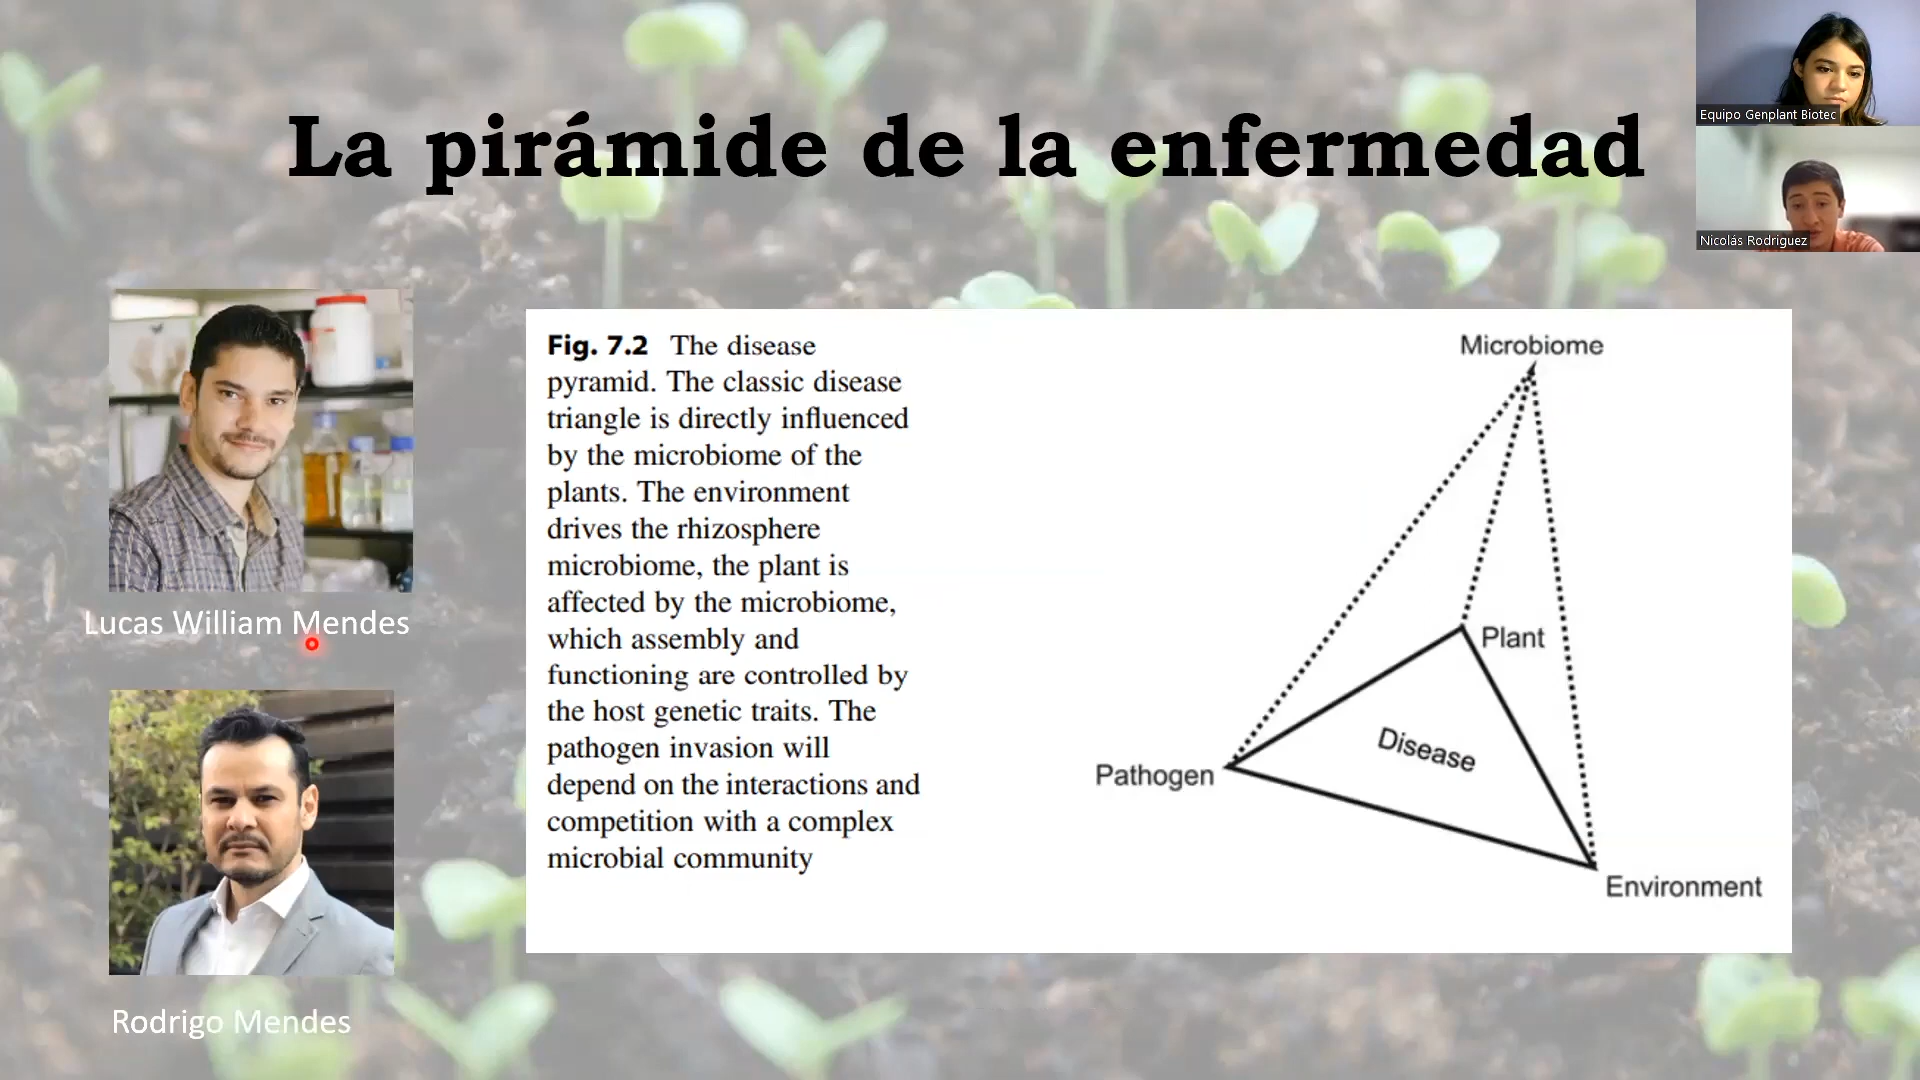 La pirámide de la enfermedad
Equipo Genplant Biotec
Nicolás Rodriguez
Lucas William Mendes
Rodrigo Mendes
Fig. 7.2 The disease
pyramid. The classic disease
triangle is directly influenced
by the microbiome of the
plants. The environment
drives the rhizosphere
microbiome, the plant is
affected by the microbiome,
which assembly and
functioning are controlled by
the host genetic traits. The
pathogen invasion will
depend on the interactions and
competition with a complex
microbial community
Microbiome
Plant
Disease
Pathogen
Environment